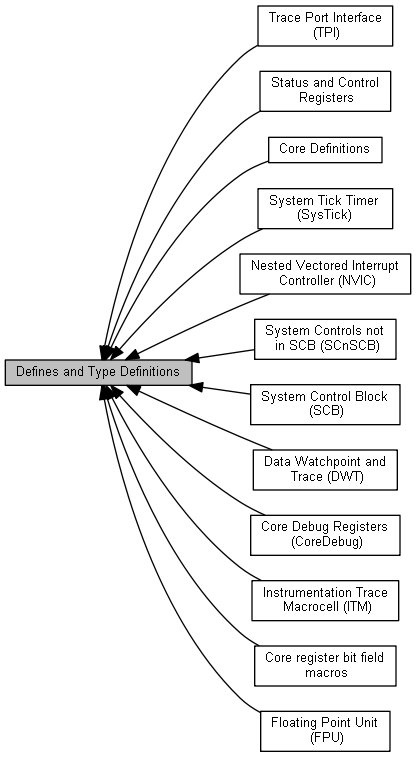 Trace Port Interface
(TPI)
Status and Control
Registers
Core Definitions
System Tick Timer
(SysTick)
Nested Vectored Interrupt
Controller (NVIC)
System Controls not
in SCB (SCnSCB)
Defines and Type Definitions
System Control Block
(SCB)
Data Watchpoint and
Trace (DWT)
Core Debug Registers
(CoreDebug)
Instrumentation Trace
Macrocell (ITM)
Core register bit field
macros
Floating Point Unit
(FPU)